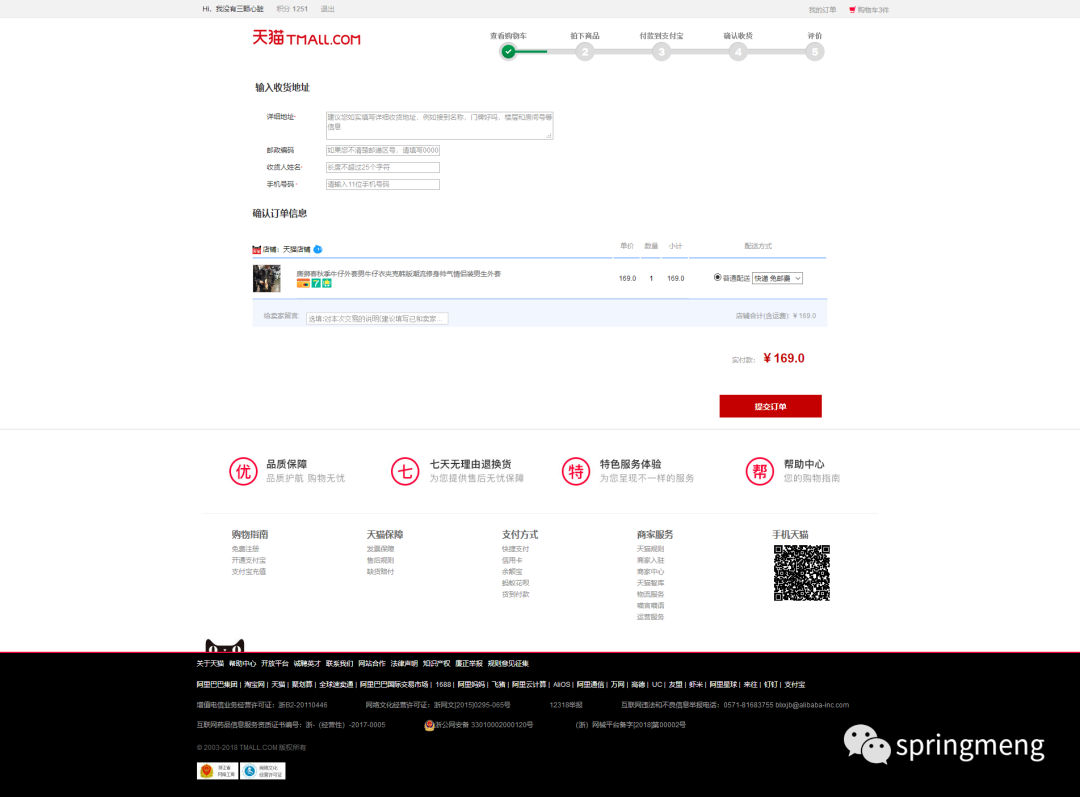 Hi，我没有三颗心脏 积分 1251 退出 我的订单 购物车3件
天猫 TMALL.COM
查看购物车 拍下商品 付款到支付宝 确认收货 评价
2 3 4 5
输入收货地址
详细地址*
建议您如实填写详细收货地址，例如接到名称，门牌好吗，楼层和房间号等
信息
邮政编码 如果您不清楚邮递区号，请填写0000
收货人姓名* 长度不超过25个字符
手机号码 * 请输入11位手机号码
确认订单信息
店铺：天猫店铺 单价 数量 小计 配送方式
唐狮春秋季牛仔外套男牛仔衣夹克韩版潮流修身帅气情侣装男生外套 169.0 1 169.0 普通配送 快递 免邮费
7
给卖家留言: 选填:对本次交易的说明(建议填写已和卖家... 店铺合计(含运费): ￥169.0
实付款: ￥169.0
提交订单
优 品质保障
品质护航 购物无忧
七 七天无理由退换货
为您提供售后无忧保障
特 特色服务体验
为您呈现不一样的服务
帮 帮助中心
您的购物指南
购物指南
免费注册
开通支付宝
支付宝充值
天猫保障
发票保障
售后规则
缺货赔付
支付方式
快捷支付
信用卡
余额宝
蚂蚁花呗
货到付款
商家服务
天猫规则
商家入驻
商家中心
天猫智库
物流服务
喵言喵语
运营服务
手机天猫
关于天猫 帮助中心 开放平台 诚聘英才 联系我们 网站合作 法律声明 知识产权 廉正举报 规则意见征集
阿里巴巴集团 | 淘宝网 | 天猫 | 聚划算 | 全球速卖通 | 阿里巴巴国际交易市场 | 1688 | 阿里妈妈 | 飞猪 | 阿里云计算 | AliOS | 阿里通信 | 万网 | 高德 | UC | 友盟 | 虾米 | 阿里星球 | 来往 | 钉钉 | 支付宝
增值电信业务经营许可证：浙B2-20110446 网络文化经营许可证：浙网文[2015]0295-065号 12318举报 互联网违法和不良信息举报电话：0571-81683755 blxxjb@alibaba-inc.com
互联网药品信息服务资质证书编号：浙-（经营性）-2017-0005 浙公网安备 33010002000120号 （浙）网械平台备字[2018]第00002号
© 2003-2018 TMALL.COM 版权所有
网络文化
经营许可证
springmeng